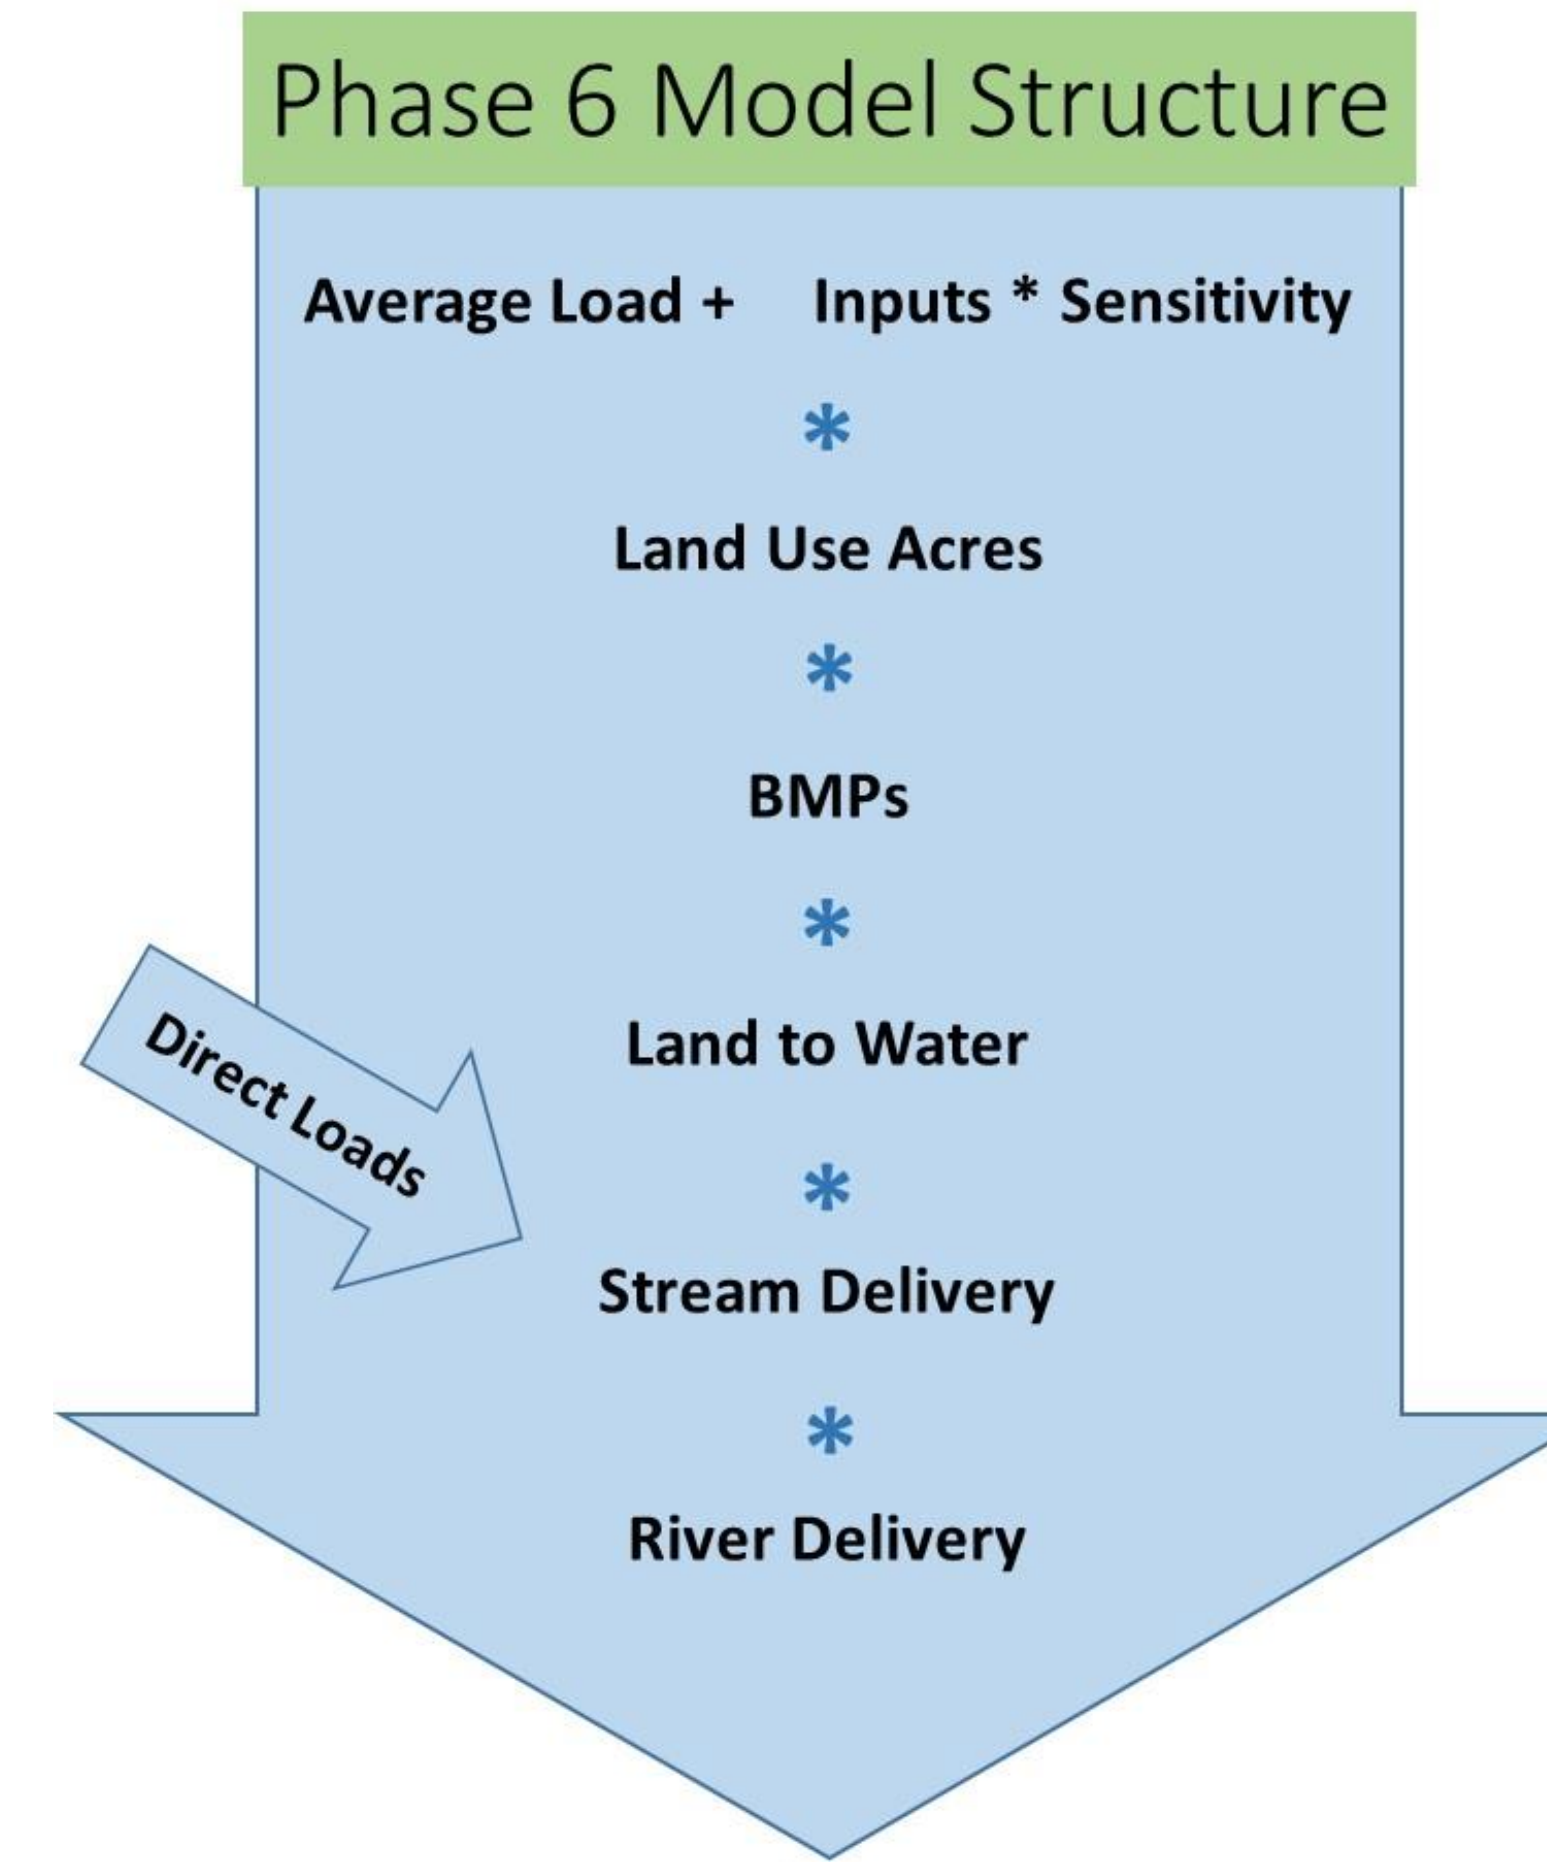 Phase 6 Model Structure
Average Load + Inputs * Sensitivity
*
Land Use Acres
*
BMPs
*
Land to Water
Direct Loads
*
Stream Delivery
*
River Delivery